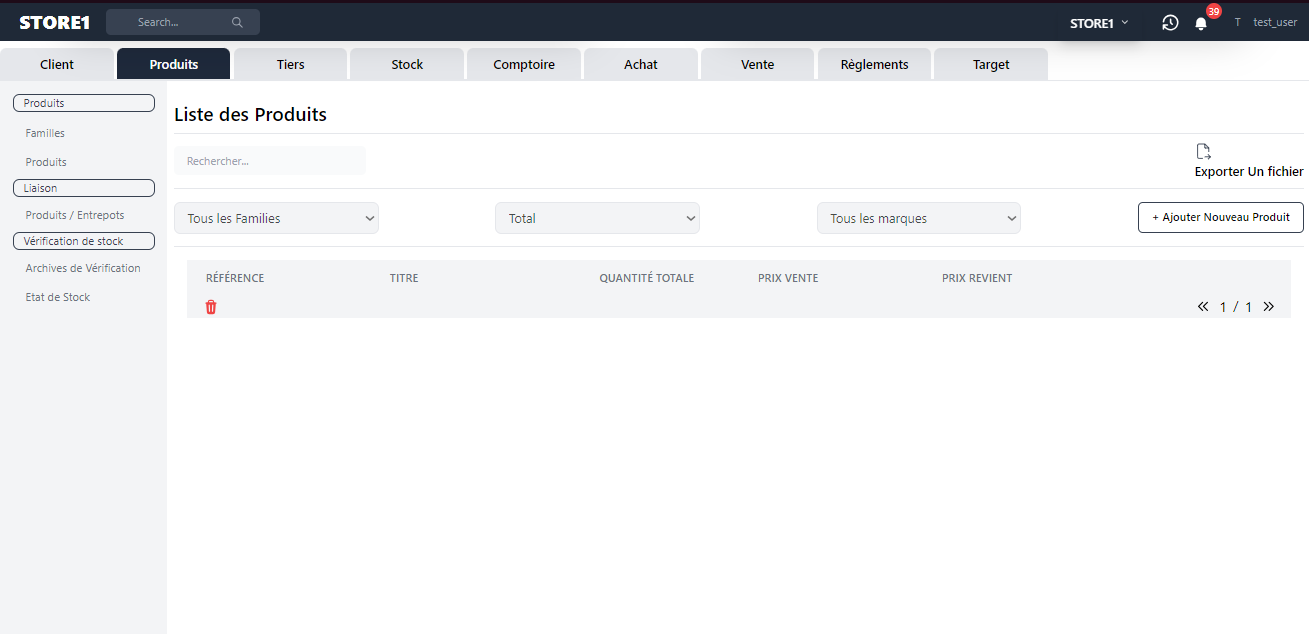 STORE1
Search...
STORE1
39
T test_user
Client Produits Tiers Stock Comptoire Achat Vente Règlements Target
Produits
Familles
Produits
Liaison
Produits / Entrepots
Vérification de stock
Archives de Vérification
Etat de Stock
Liste des Produits
Rechercher...
Exporter Un fichier
Tous les Families
Total
Tous les marques
+ Ajouter Nouveau Produit
RÉFÉRENCE TITRE QUANTITÉ TOTALE PRIX VENTE PRIX REVIENT
« 1 / 1 »